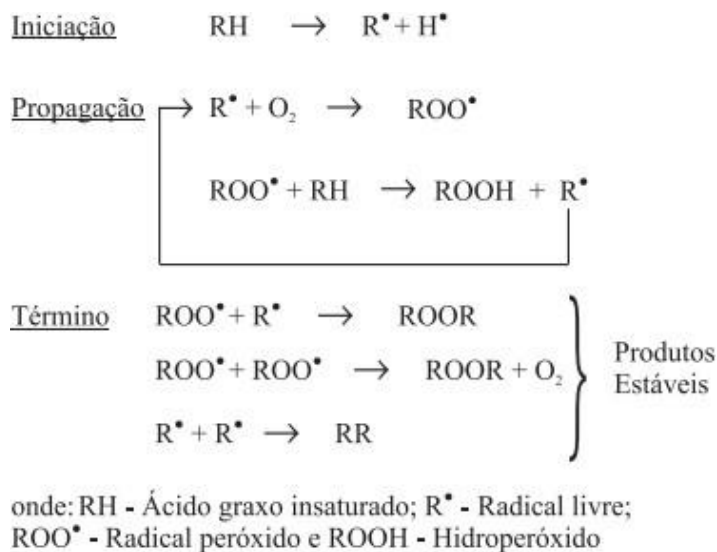 Iniciação RH → R• + H•
Propagação → R• + O₂ → ROO•
ROO• + RH → ROOH + R•
Término ROO• + R• → ROOR
ROO• + ROO• → ROOR + O₂
R• + R• → RR
Produtos
Estáveis
onde: RH - Ácido graxo insaturado; R• - Radical livre;
ROO• - Radical peróxido e ROOH - Hidroperóxido